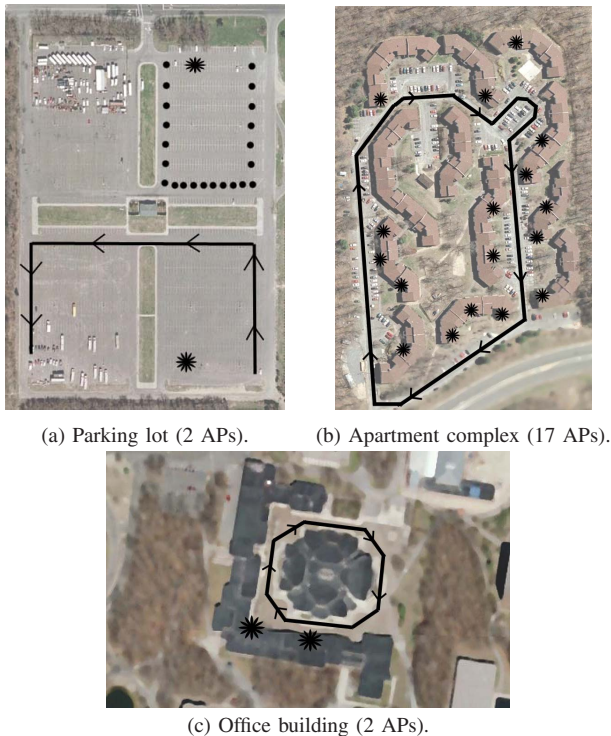 (a) Parking lot (2 APs).
(b) Apartment complex (17 APs).
(c) Office building (2 APs).